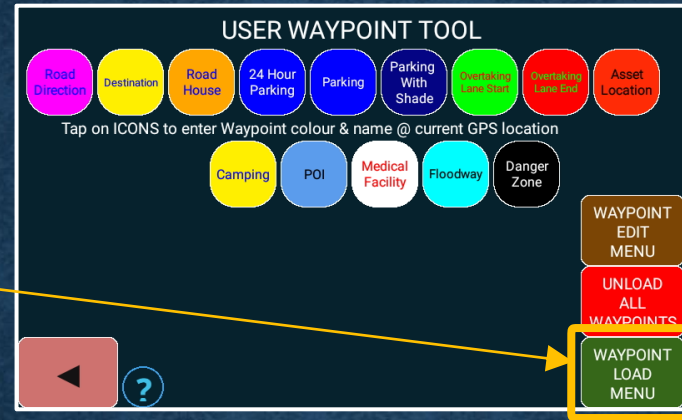 USER WAYPOINT TOOL
Road
Direction
Destination
Road
House
24 Hour
Parking
Parking
Parking
With
Shade
Overtaking
Lane Start
Overtaking
Lane End
Asset
Location
Tap on ICONS to enter Waypoint colour & name @ current GPS location
Camping
POI
Medical
Facility
Floodway
Danger
Zone
WAYPOINT
EDIT
MENU
UNLOAD
ALL
WAYPOINTS
WAYPOINT
LOAD
MENU
?